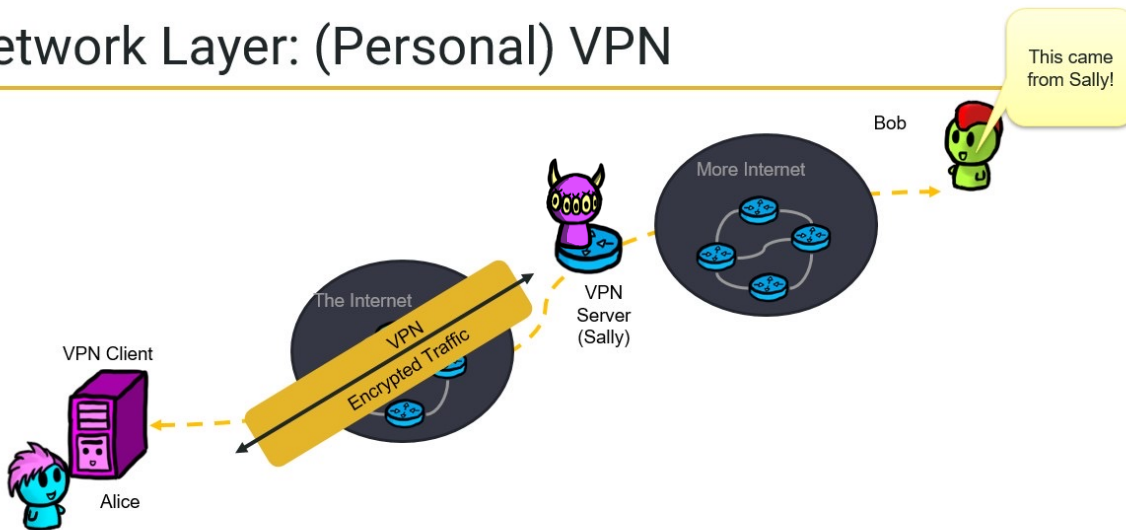 etwork Layer: (Personal) VPN
This came
from Sally!
Bob
More Internet
The Internet
VPN
Encrypted Traffic
VPN
Server
(Sally)
VPN Client
Alice